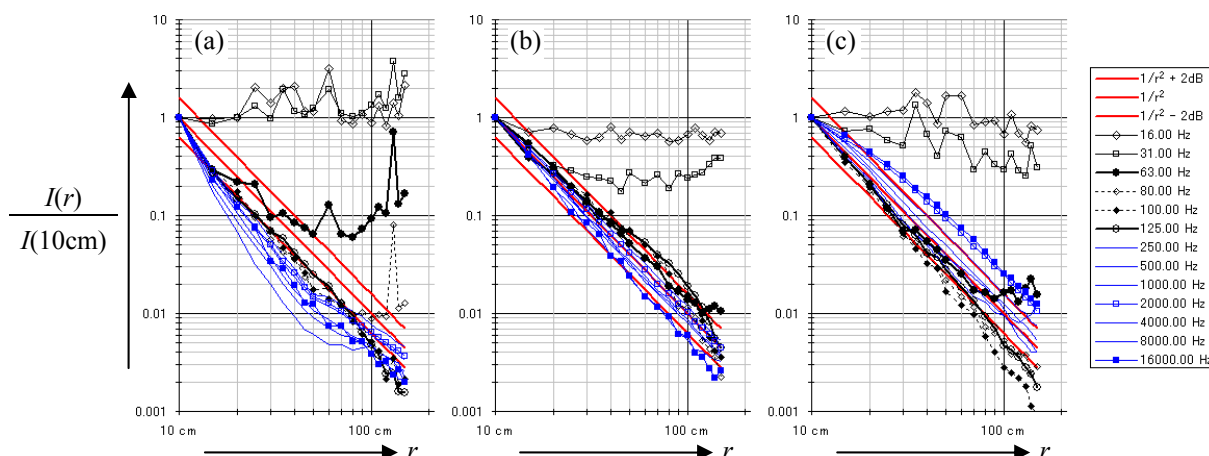 10
1
0.1
0.01
0.001
(a)
(b)
(c)
I(r)
I(10cm)
10 cm
100 cm
r
10
1
0.1
0.01
0.001
10 cm
100 cm
r
10
1
0.1
0.01
0.001
10 cm
100 cm
r
1/r² + 2dB
1/r²
1/r² - 2dB
16.00 Hz
31.00 Hz
63.00 Hz
80.00 Hz
100.00 Hz
125.00 Hz
250.00 Hz
500.00 Hz
1000.00 Hz
2000.00 Hz
4000.00 Hz
8000.00 Hz
16000.00 Hz